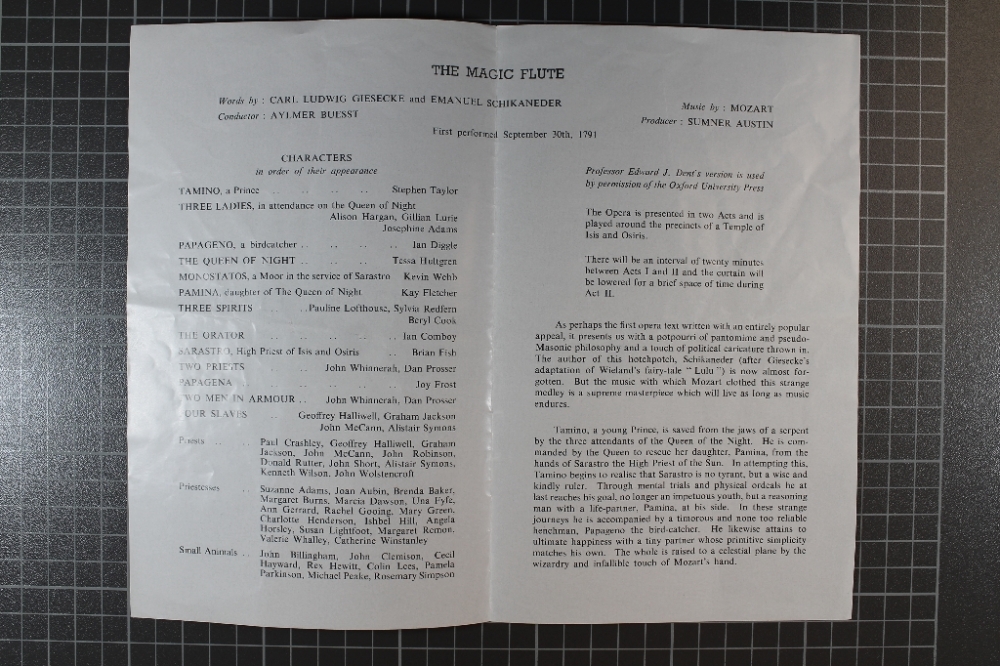 THE MAGIC FLUTE
Words by : CARL LUDWIG GIESECKE and EMANUEL SCHIKANEDER
Conductor : AYLMER BUESST
Music by : MOZART
Producer : SUMNER AUSTIN
First performed September 30th, 1791
CHARACTERS
in order of their appearance
TAMINO, a Prince .. .. .. .. Stephen Taylor
THREE LADIES, in attendance on the Queen of Night
Alison Hargan, Gillian Lurie
Josephine Adams
PAPAGENO, a birdcatcher .. .. .. .. Ian Diggle
THE QUEEN OF NIGHT .. .. .. Tessa Hultgren
MONOSTATOS, a Moor in the service of Sarastro Kevin Webb
PAMINA, daughter of The Queen of Night Kay Fletcher
THREE SPIRITS .. .. Pauline Lofthouse, Sylvia Redfern
Beryl Cook
THE ORATOR .. .. .. .. Ian Comboy
SARASTRO, High Priest of Isis and Osiris .. Brian Fish
TWO PRIESTS .. John Whinnerah, Dan Prosser
PAPAGENA .. .. .. .. Joy Frost
TWO MEN IN ARMOUR .. John Whinnerah, Dan Prosser
FOUR SLAVES .. Geoffrey Halliwell, Graham Jackson
John McCann, Alistair Symons
Priests .. .. Paul Crashley, Geoffrey Halliwell, Graham
Jackson, John McCann, John Robinson,
Donald Rutter, John Short, Alistair Symons,
Kenneth Wilson, John Wolstencroft
Priestesses .. Suzanne Adams, Joan Aubin, Brenda Baker,
Margaret Burns, Marcia Dawson, Una Fyfe,
Ann Gerrard, Rachel Gooing, Mary Green,
Charlotte Henderson, Ishbel Hill, Angela
Horsley, Susan Lightfoot, Margaret Remon,
Valerie Whalley, Catherine Winstanley
Small Animals .. John Billingham, John Clemison, Cecil
Hayward, Rex Hewitt, Colin Lees, Pamela
Parkinson, Michael Peake, Rosemary Simpson
Professor Edward J. Dent's version is used
by permission of the Oxford University Press
The Opera is presented in two Acts and is
played around the precincts of a Temple of
Isis and Osiris.
There will be an interval of twenty minutes
between Acts I and II and the curtain will
be lowered for a brief space of time during
Act II.
As perhaps the first opera text written with an entirely popular
appeal, it presents us with a potpourri of pantomime and pseudo-
Masonic philosophy and a touch of political caricature thrown in.
The author of this hotchpotch, Schikaneder (after Giesecke's
adaptation of Wieland's fairy-tale "Lulu") is now almost for-
gotten. But the music with which Mozart clothed this strange
medley is a supreme masterpiece which will live as long as music
endures.
Tamino, a young Prince, is saved from the jaws of a serpent
by the three attendants of the Queen of the Night. He is com-
manded by the Queen to rescue her daughter, Pamina, from the
hands of Sarastro the High Priest of the Sun. In attempting this,
Tamino begins to realise that Sarastro is no tyrant, but a wise and
kindly ruler. Through mental trials and physical ordeals he at
last reaches his goal, no longer an impetuous youth, but a reasoning
man with a life-partner, Pamina, at his side. In these strange
journeys he is accompanied by a timorous and none too reliable
henchman, Papageno the bird-catcher. He likewise attains to
ultimate happiness with a tiny partner whose primitive simplicity
matches his own. The whole is raised to a celestial plane by the
wizardry and infallible touch of Mozart's hand.